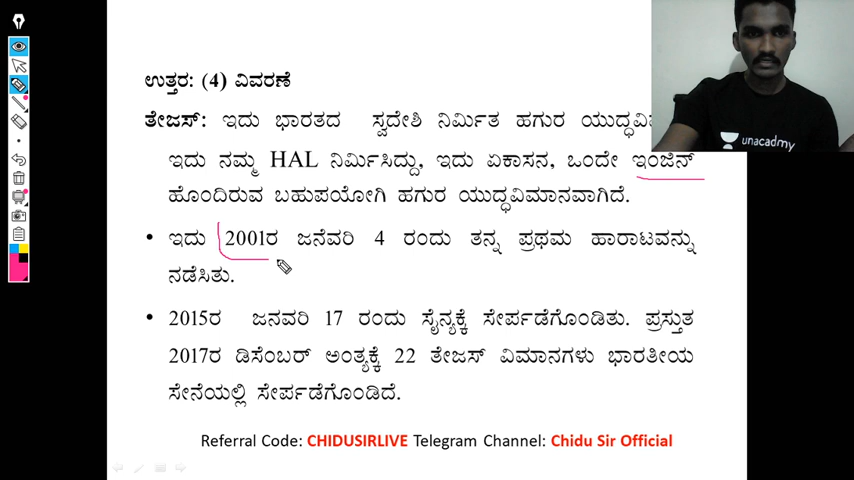 ಉತ್ತರ: (4) ವಿವರಣೆ
unacademy
ತೇಜಸ್: ಇದು ಭಾರತದ ಸ್ವದೇಶಿ ನಿರ್ಮಿತ ಹಗುರ
ಇದು ನಮ್ಮ HAL ನಿರ್ಮಿಸಿದ್ದು, ಇದು ಏಕಾಸನ, ಒಂದೇ ಇಂಜಿನ್
ಹೊಂದಿರುವ ಬಹುಪಯೋಗಿ ಹಗುರ ಯುದ್ಧವಿಮಾನವಾಗಿದೆ.
• ಇದು 2001ರ ಜನೆವರಿ 4 ರಂದು ತನ್ನ ಪ್ರಥಮ ಹಾರಾಟವನ್ನು
ನಡೆಸಿತು.
• 2015ರ ಜನವರಿ 17 ರಂದು ಸೈನ್ಯಕ್ಕೆ ಸೇರ್ಪಡೆಗೊಂಡಿತು. ಪ್ರಸ್ತುತ
2017ರ ಡಿಸೆಂಬರ್ ಅಂತ್ಯಕ್ಕೆ 22 ತೇಜಸ್ ವಿಮಾನಗಳು ಭಾರತೀಯ
ಸೇನೆಯಲ್ಲಿ ಸೇರ್ಪಡೆಗೊಂಡಿದೆ.
Referral Code: CHIDUSIRLIVE Telegram Channel: Chidu Sir Official